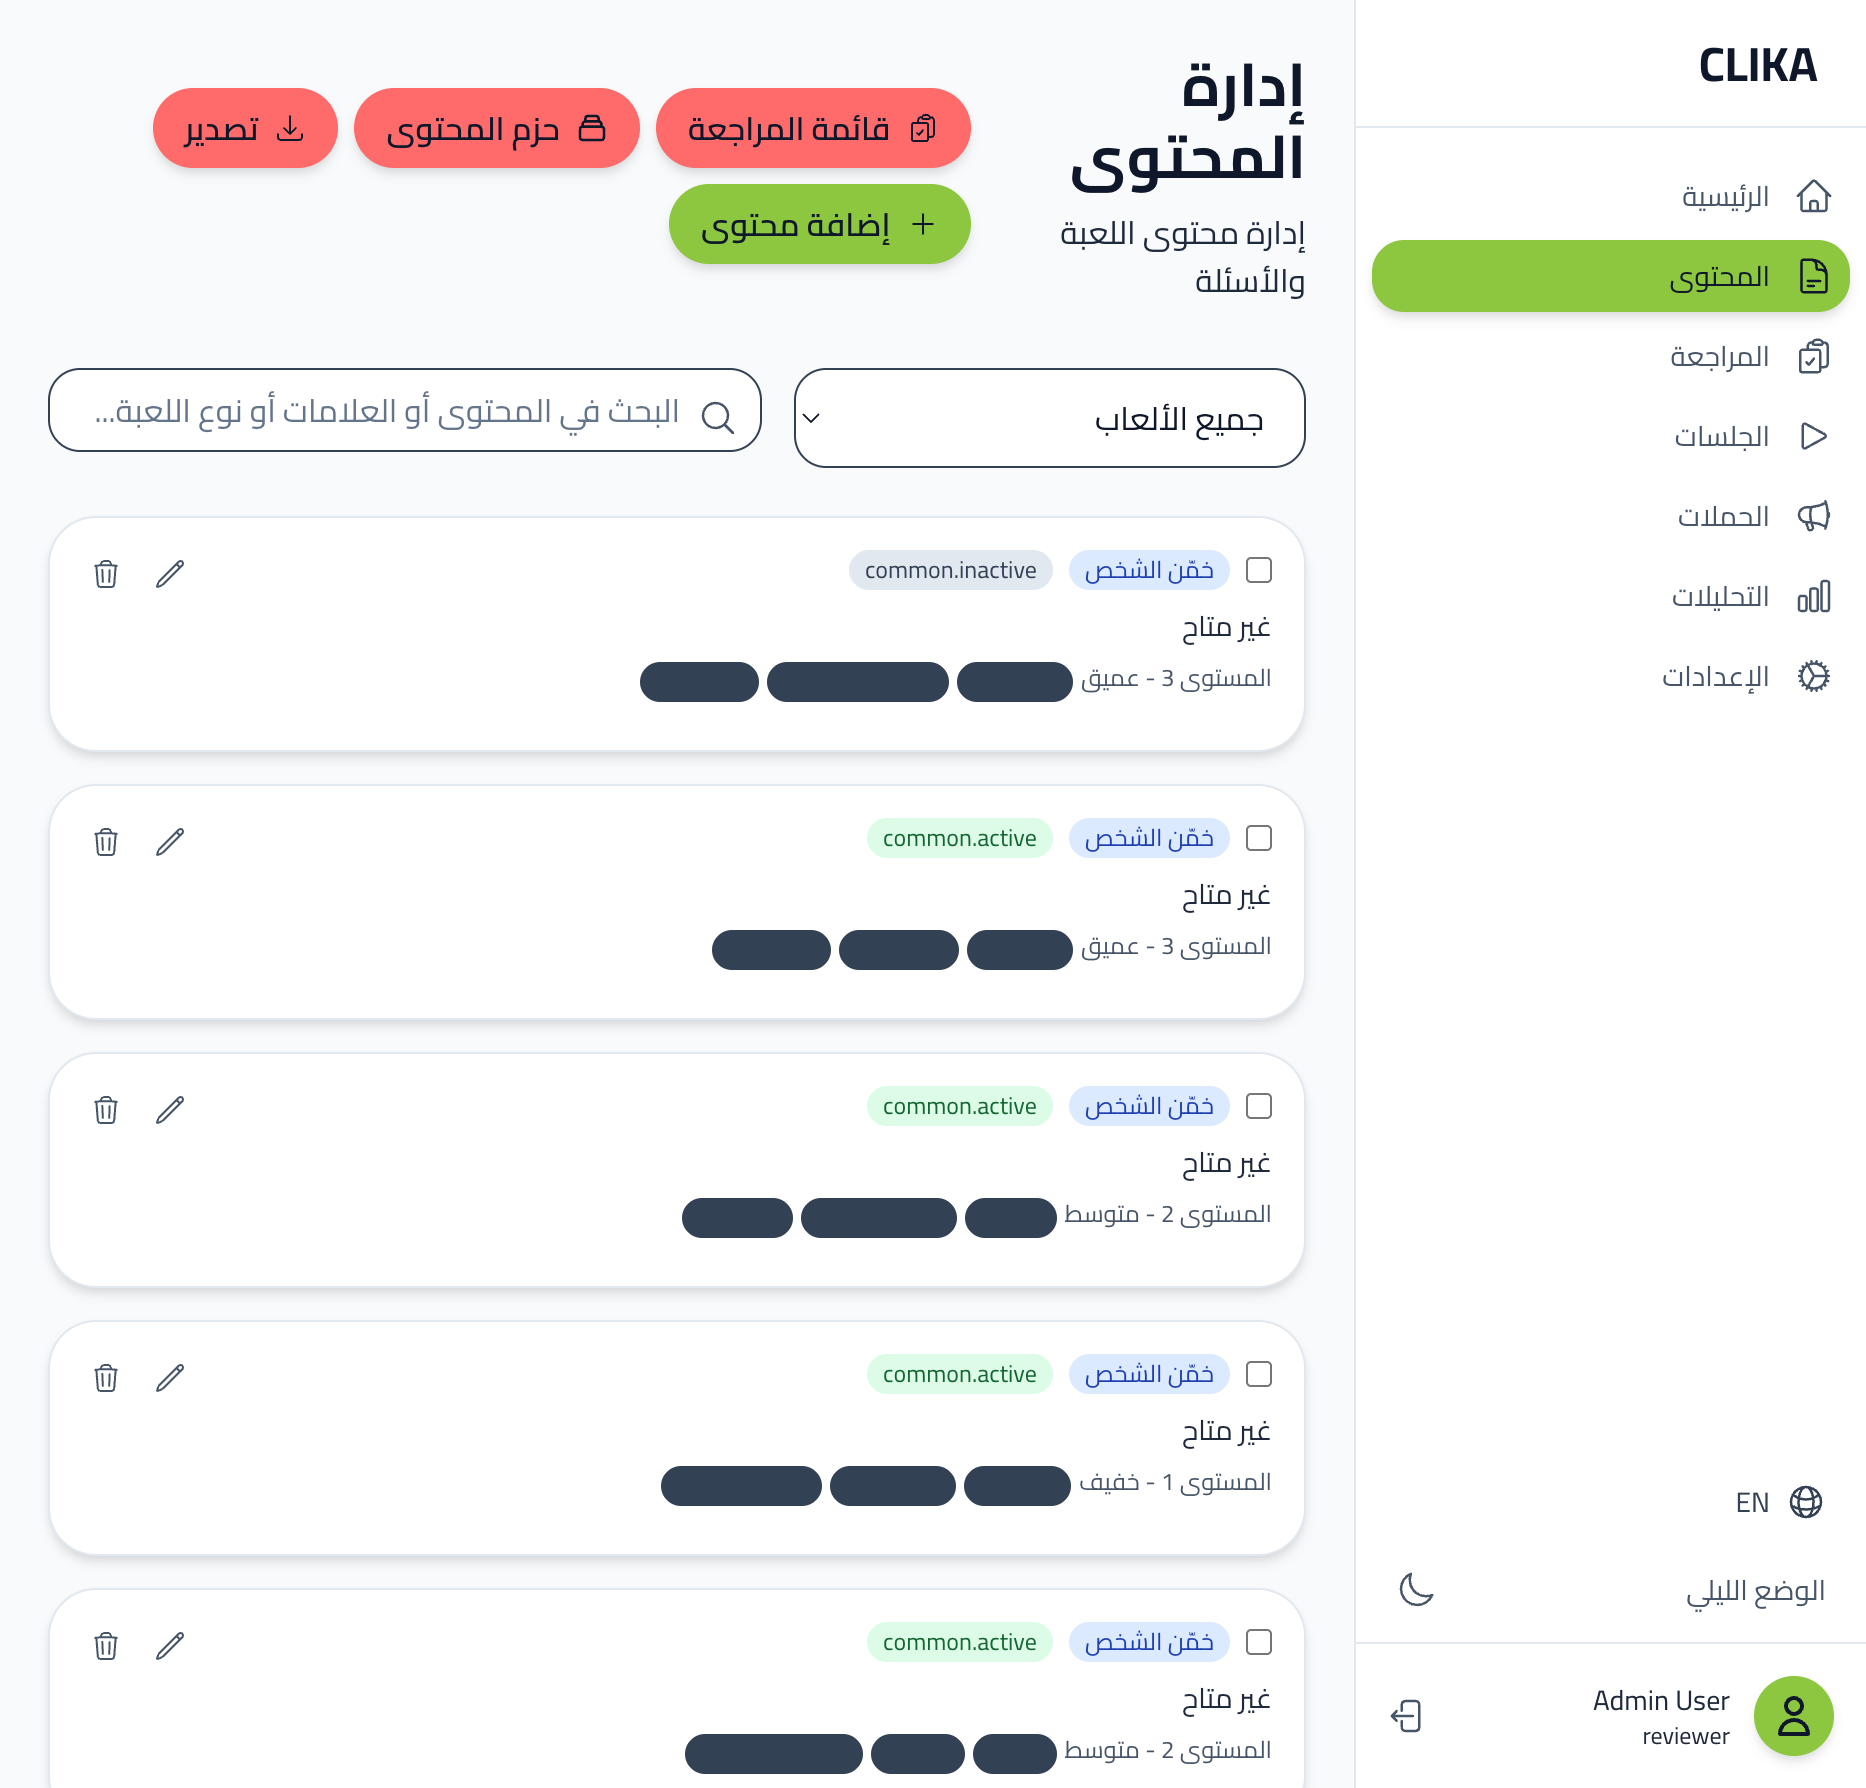 CLIKA
الرئيسية
المحتوى
المراجعة
الجلسات
الحملات
التحليلات
الإعدادات
EN
الوضع الليلي
Admin User
reviewer
إدارة
المحتوى
إدارة محتوى اللعبة
والأسئلة
قائمة المراجعة
حزم المحتوى
تصدير
إضافة محتوى
جميع الألعاب
البحث في المحتوى أو العلامات أو نوع اللعبة...
خمّن الشخص common.inactive
غير متاح
المستوى 3 - عميق
خمّن الشخص common.active
غير متاح
المستوى 3 - عميق
خمّن الشخص common.active
غير متاح
المستوى 2 - متوسط
خمّن الشخص common.active
غير متاح
المستوى 1 - خفيف
خمّن الشخص common.active
غير متاح
المستوى 2 - متوسط